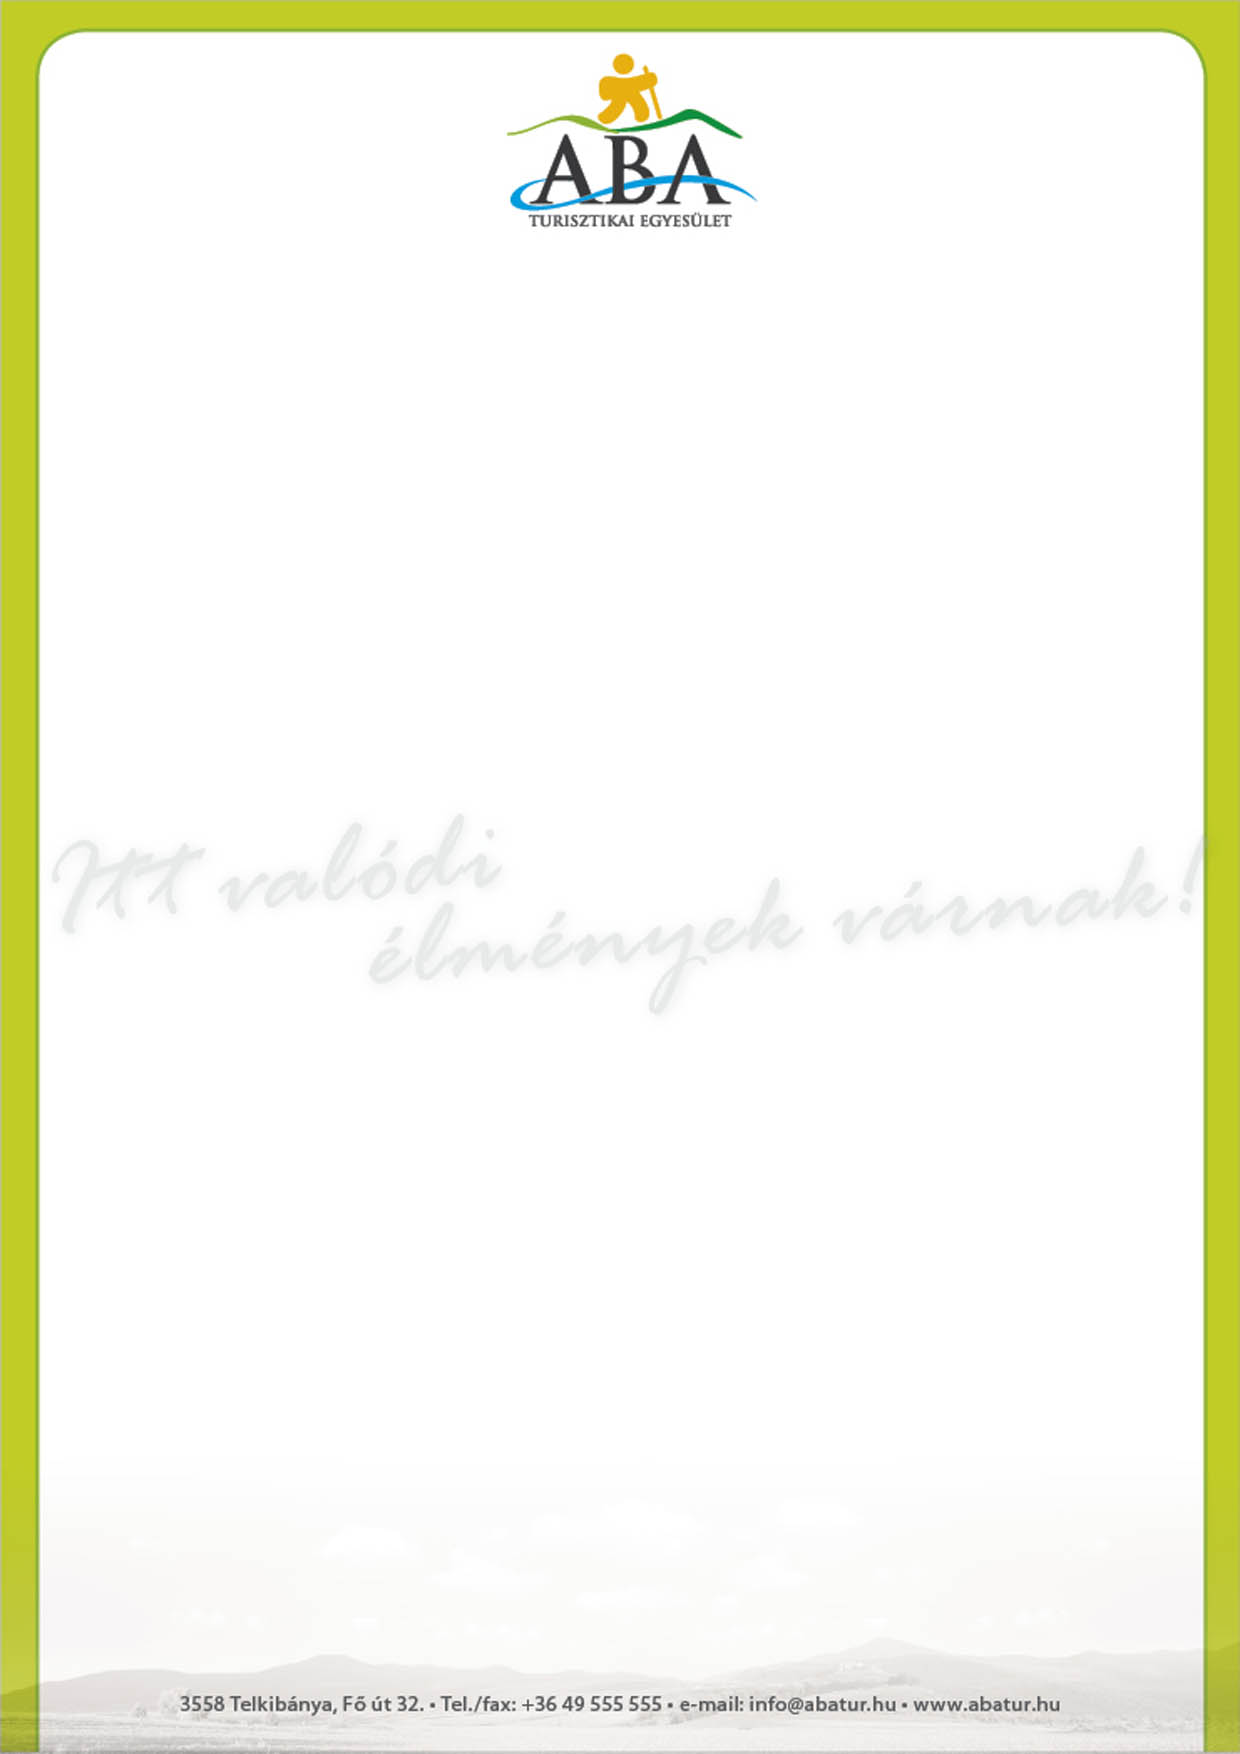 ABA
TURISZTIKAI EGYESÜLET
Itt valódi
élmények várnak!
3558 Telkibánya, Fő út 32. • Tel./fax: +36 49 555 555 • e-mail: info@abatur.hu • www.abatur.hu